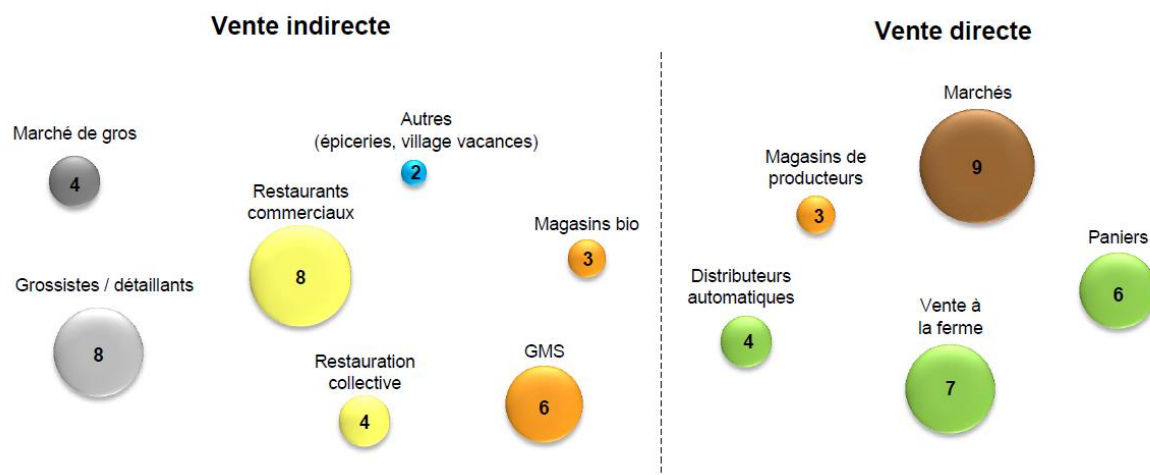 Vente indirecte
Marché de gros
4
Autres
(épiceries, village vacances)
2
Restaurants
commerciaux
8
Magasins bio
3
Grossistes / détaillants
8
Restauration
collective
4
GMS
6
Vente directe
Marchés
9
Magasins de
producteurs
3
Paniers
6
Distributeurs
automatiques
4
Vente à
la ferme
7